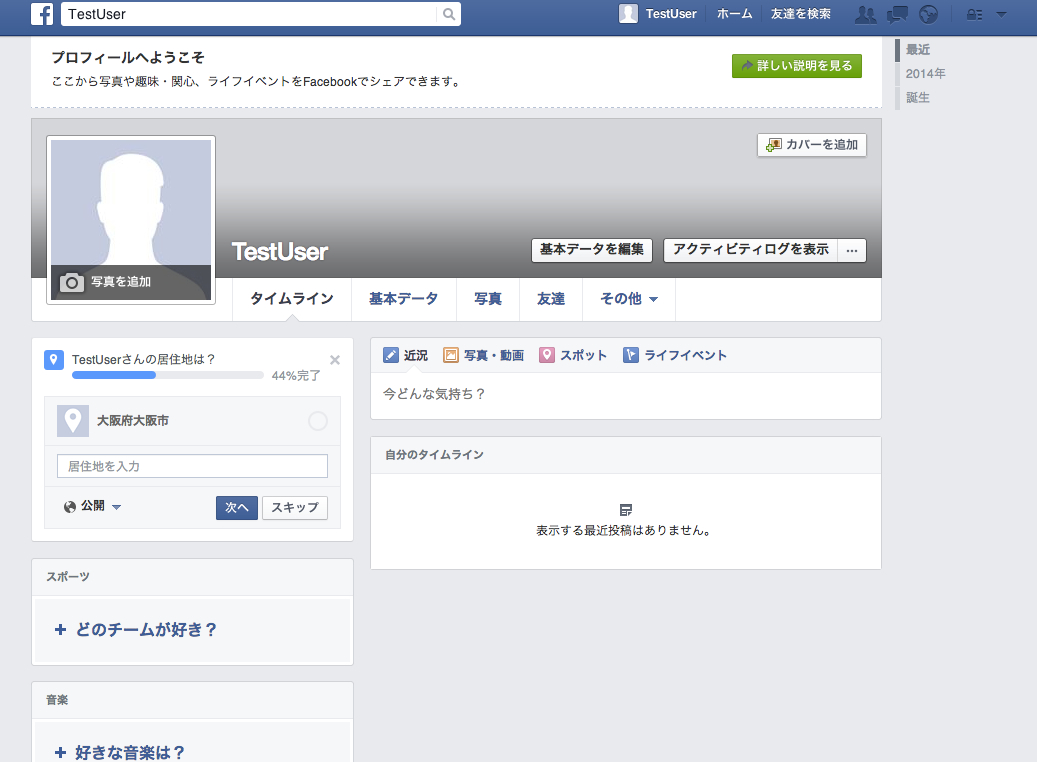 f
TestUser
TestUser ホーム 友達を検索
プロフィールへようこそ
ここから写真や趣味・関心、ライフイベントをFacebookでシェアできます。
詳しい説明を見る
最近
2014年
誕生
カバーを追加
TestUser
基本データを編集
アクティビティログを表示
...
写真を追加
タイムライン 基本データ 写真 友達 その他
TestUserさんの居住地は？
44%完了
大阪府大阪市
居住地を入力
公開
次へ
スキップ
スポーツ
+ どのチームが好き？
音楽
+ 好きな音楽は？
近況 写真・動画 スポット ライフイベント
今どんな気持ち？
自分のタイムライン
表示する最近投稿はありません。